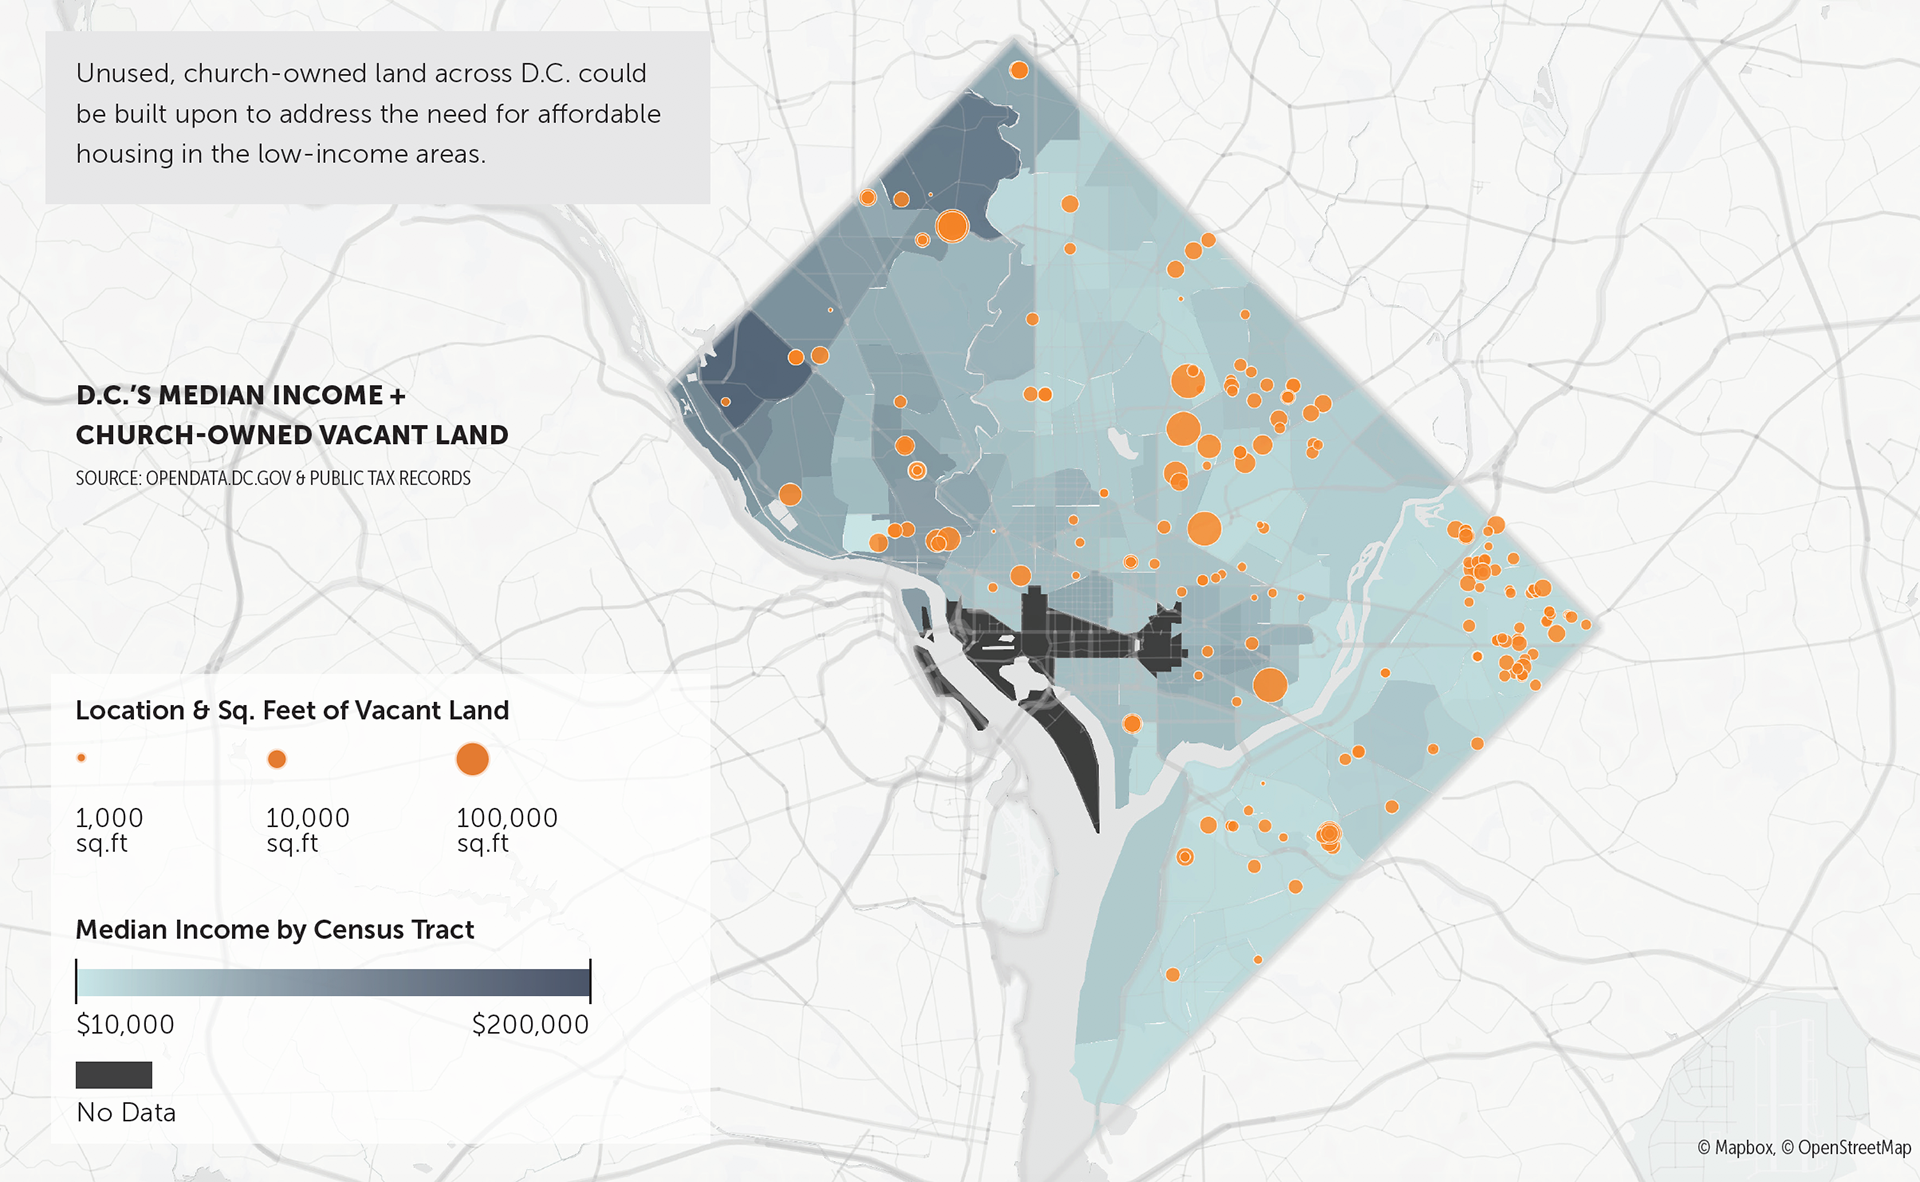 Unused, church-owned land across D.C. could
be built upon to address the need for affordable
housing in the low-income areas.
D.C.'S MEDIAN INCOME +
CHURCH-OWNED VACANT LAND
SOURCE: OPENDATA.DC.GOV & PUBLIC TAX RECORDS
Location & Sq. Feet of Vacant Land
1,000 sq.ft
10,000 sq.ft
100,000 sq.ft
Median Income by Census Tract
$10,000
$200,000
No Data
© Mapbox, © OpenStreetMap